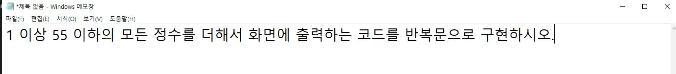 *제목 없음 - Windows 메모장
파일(F) 편집(E) 서식(O) 보기(V) 도움말(H)
1 이상 55 이하의 모든 정수를 더해서 화면에 출력하는 코드를 반복문으로 구현하시오.